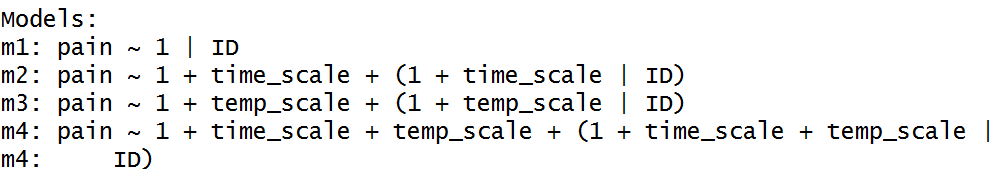 Models:
m1: pain ~ 1 | ID
m2: pain ~ 1 + time_scale + (1 + time_scale | ID)
m3: pain ~ 1 + temp_scale + (1 + temp_scale | ID)
m4: pain ~ 1 + time_scale + temp_scale + (1 + time_scale + temp_scale |
m4:     ID)